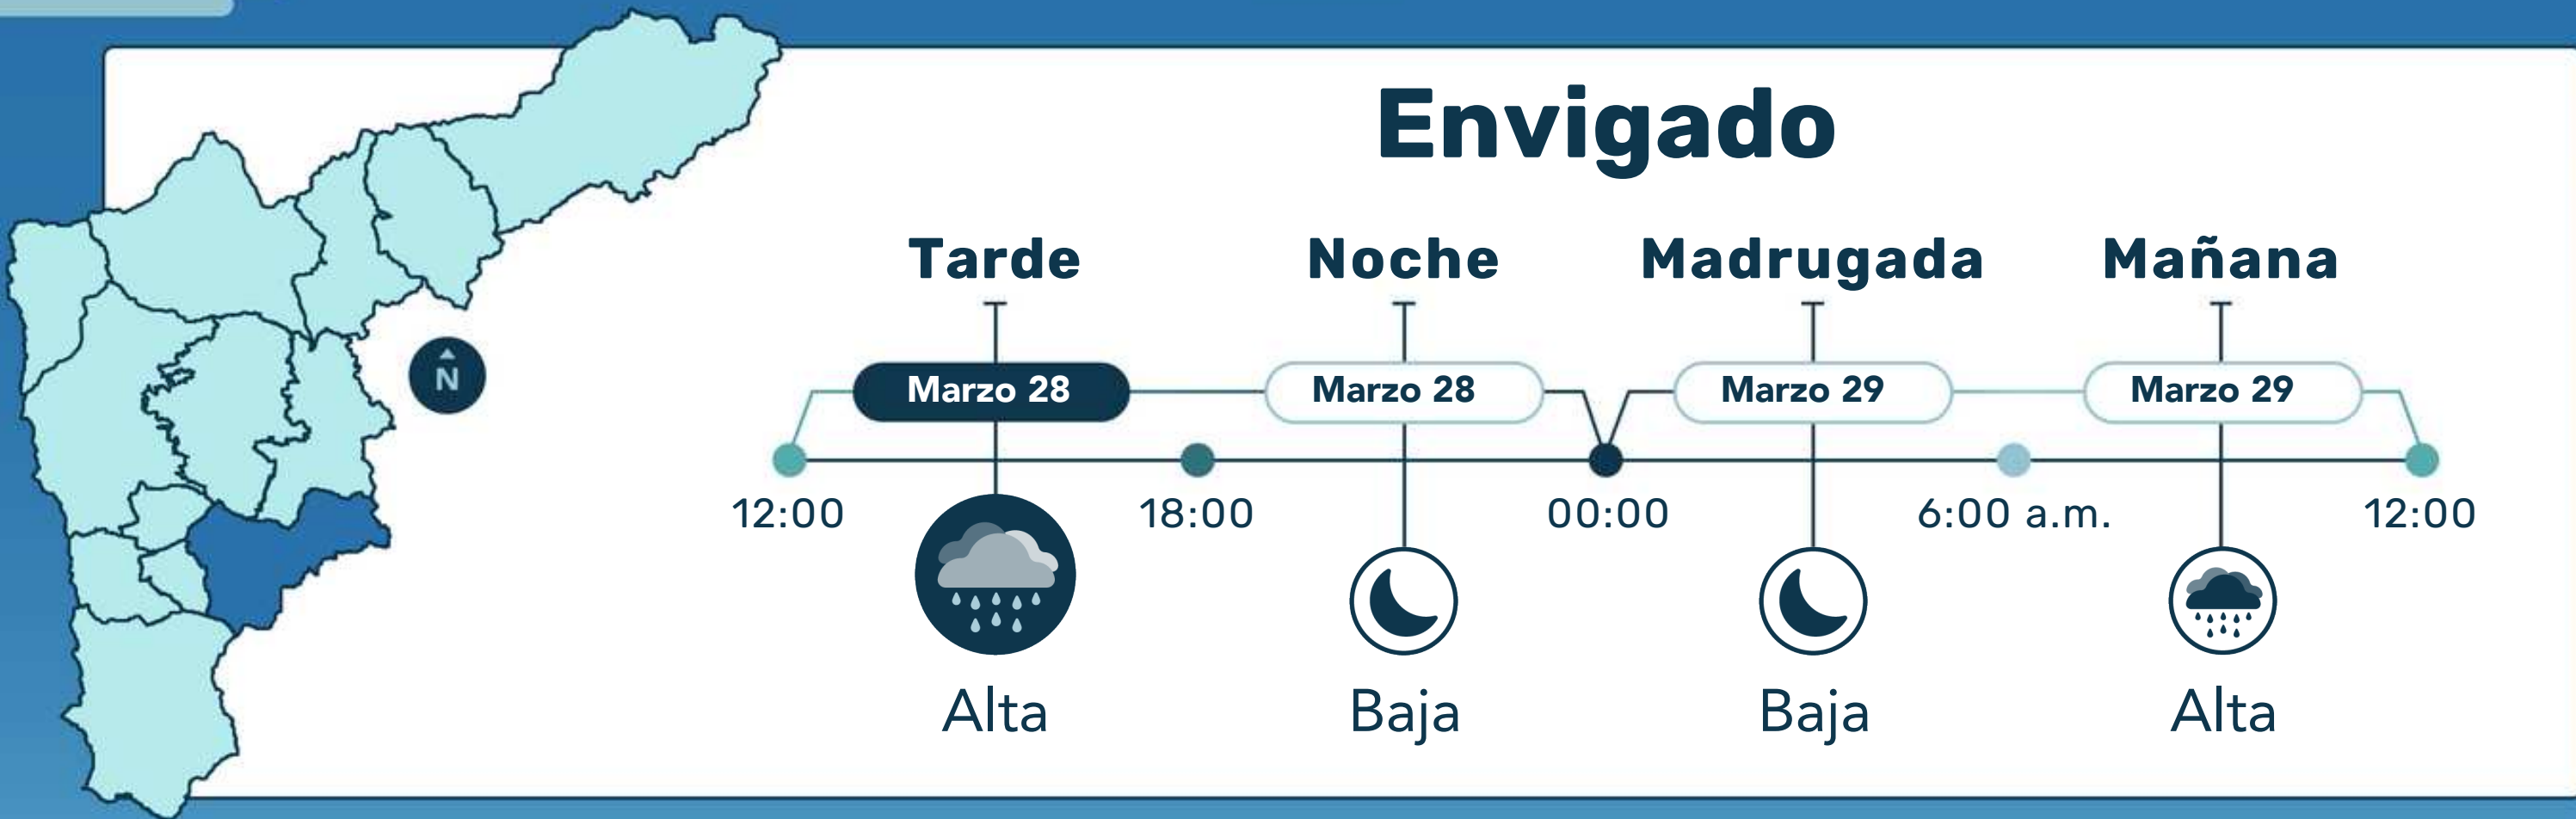 Envigado
Tarde Noche Madrugada Mañana
N
Marzo 28 Marzo 28 Marzo 29 Marzo 29
12:00 18:00 00:00 6:00 a.m. 12:00
Alta Baja Baja Alta